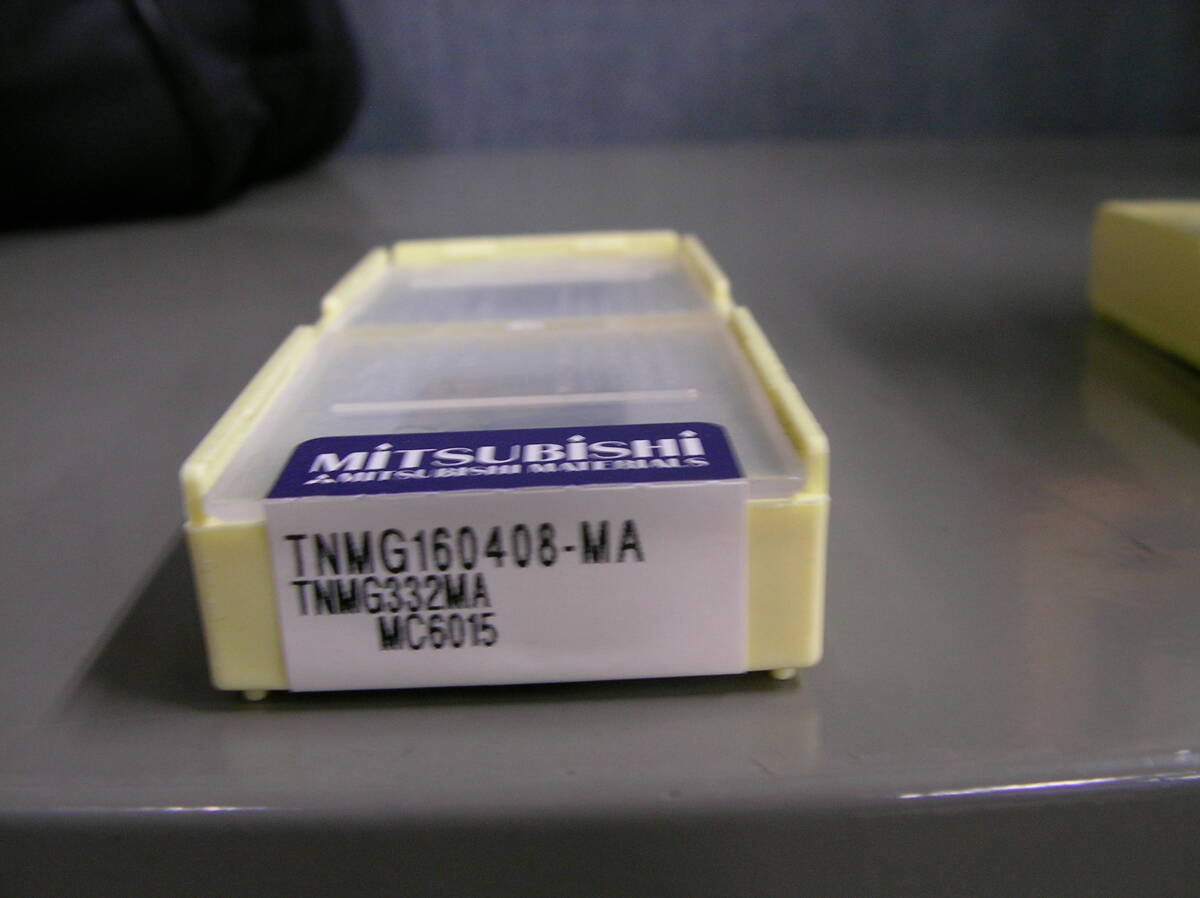 MiTSUBiSHi
MITSUBISHI MATERIALS
TNMG160408-MA
TNMG332MA
MC6015